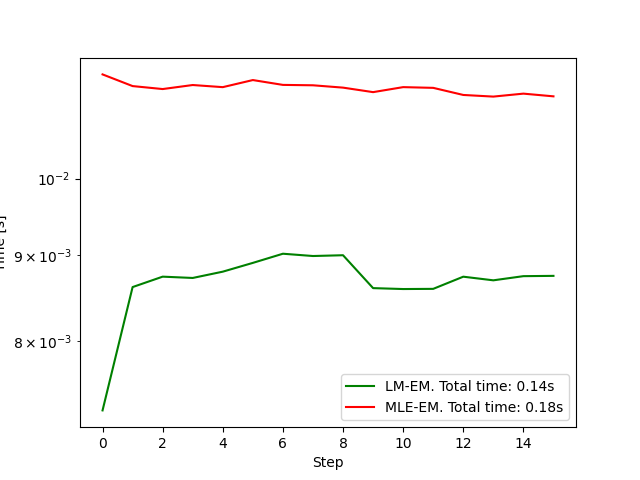 10⁻²
9 × 10⁻³
8 × 10⁻³
[s]
LM-EM. Total time: 0.14s
MLE-EM. Total time: 0.18s
0 2 4 6 8 10 12 14
Step